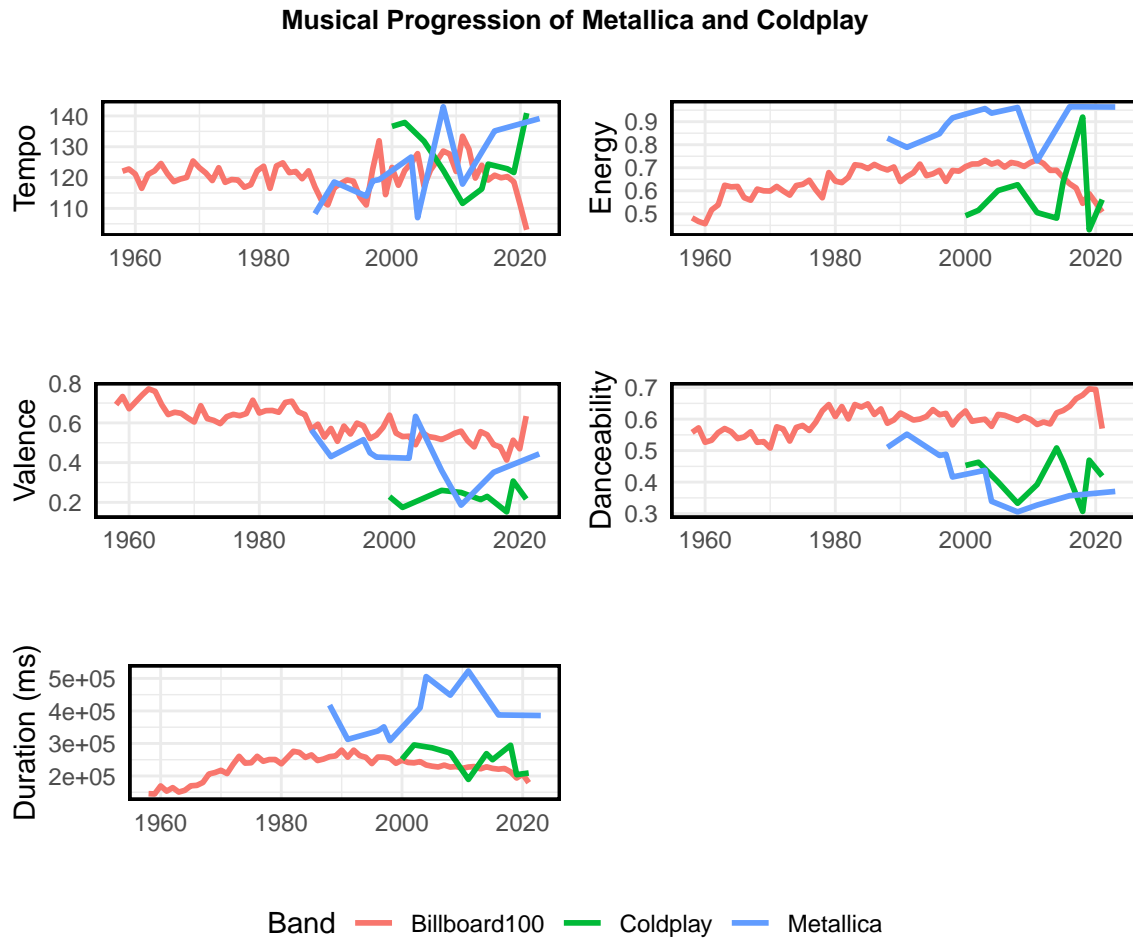 Musical Progression of Metallica and Coldplay
Tempo
140
130
120
110
1960 1980 2000 2020
Energy
0.9
0.8
0.7
0.6
0.5
1960 1980 2000 2020
Valence
0.8
0.6
0.4
0.2
1960 1980 2000 2020
Danceability
0.7
0.6
0.5
0.4
0.3
1960 1980 2000 2020
Duration (ms)
5e+05
4e+05
3e+05
2e+05
1960 1980 2000 2020
Band Billboard100 Coldplay Metallica